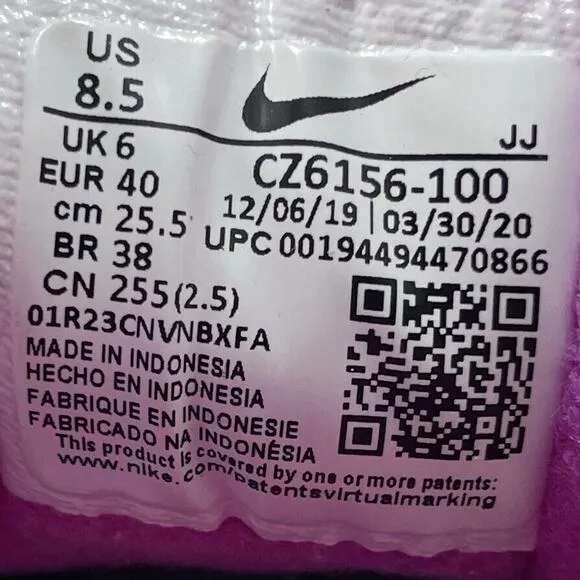 US
8.5
JJ
UK 6
EUR 40
cm 25.5
BR 38
CN 255 (2.5)
CZ6156-100
12/06/19 | 03/30/20
UPC 00194494470866
01R23CNVNBXFA
MADE IN INDONESIA
HECHO EN INDONESIA
FABRIQUE EN INDONESIE
FABRICADO NA INDONÉSIA
This product is covered by one or more patents:
www.nike.com/patentsvirtualmarking